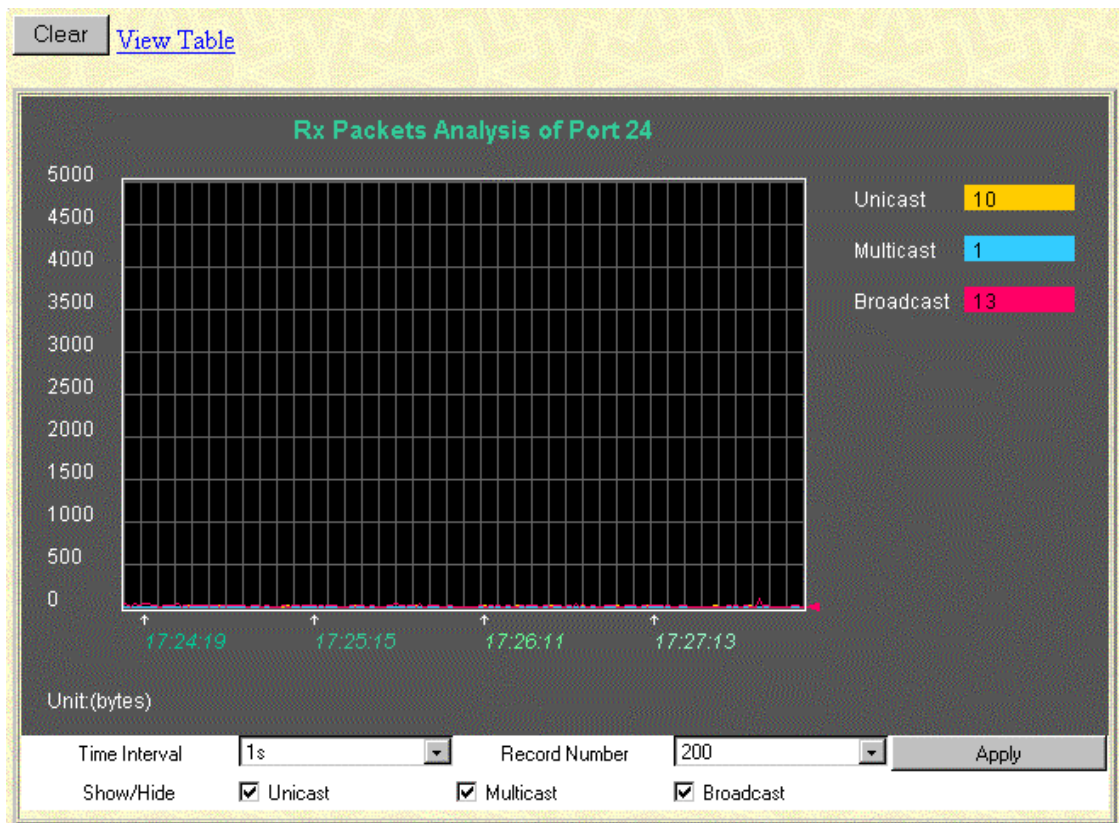 Clear View Table
Rx Packets Analysis of Port 24
5000
4500
4000
3500
3000
2500
2000
1500
1000
500
0
Unicast 10
Multicast 1
Broadcast 13
17:24:19 17:25:15 17:26:11 17:27:13
Unit:(bytes)
Time Interval 1s Record Number 200 Apply
Show/Hide Unicast Multicast Broadcast